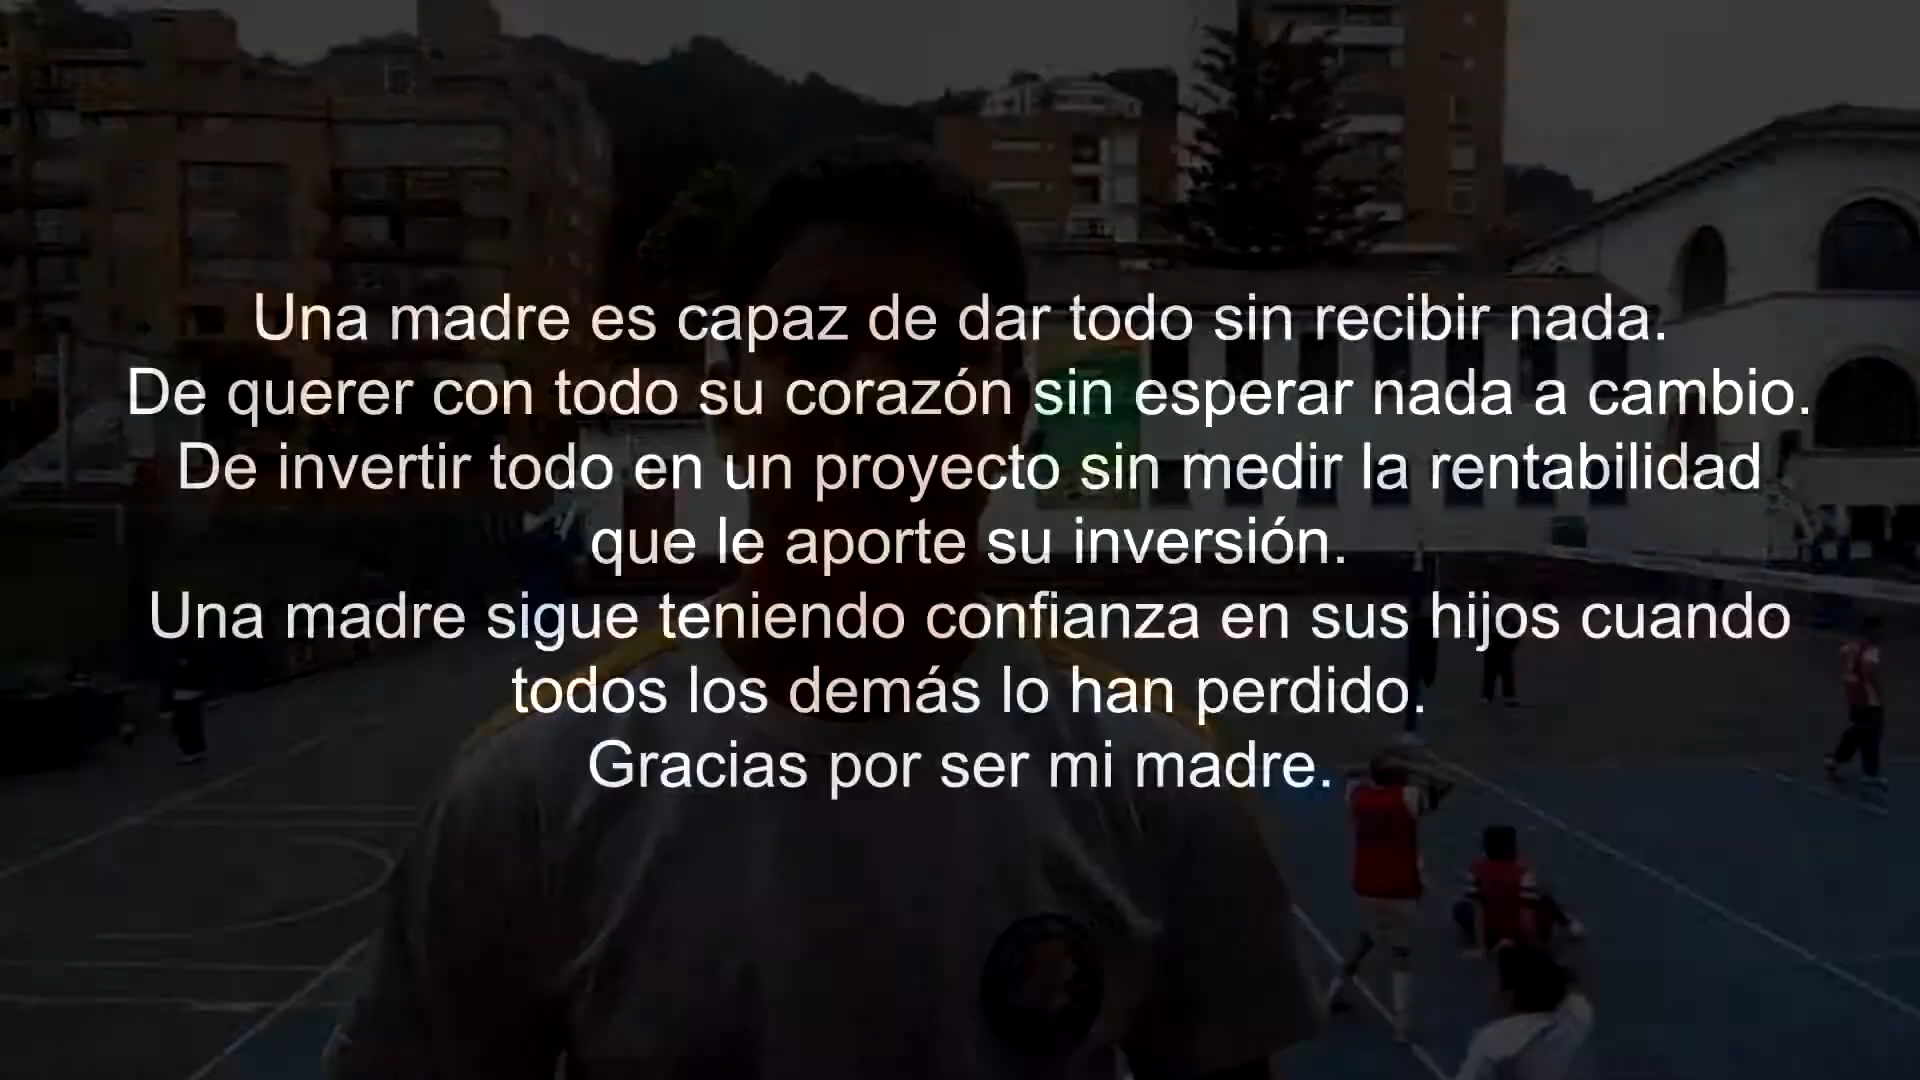 Una madre es capaz de dar todo sin recibir nada.
De querer con todo su corazón sin esperar nada a cambio.
De invertir todo en un proyecto sin medir la rentabilidad
que le aporte su inversión.
Una madre sigue teniendo confianza en sus hijos cuando
todos los demás lo han perdido.
Gracias por ser mi madre.